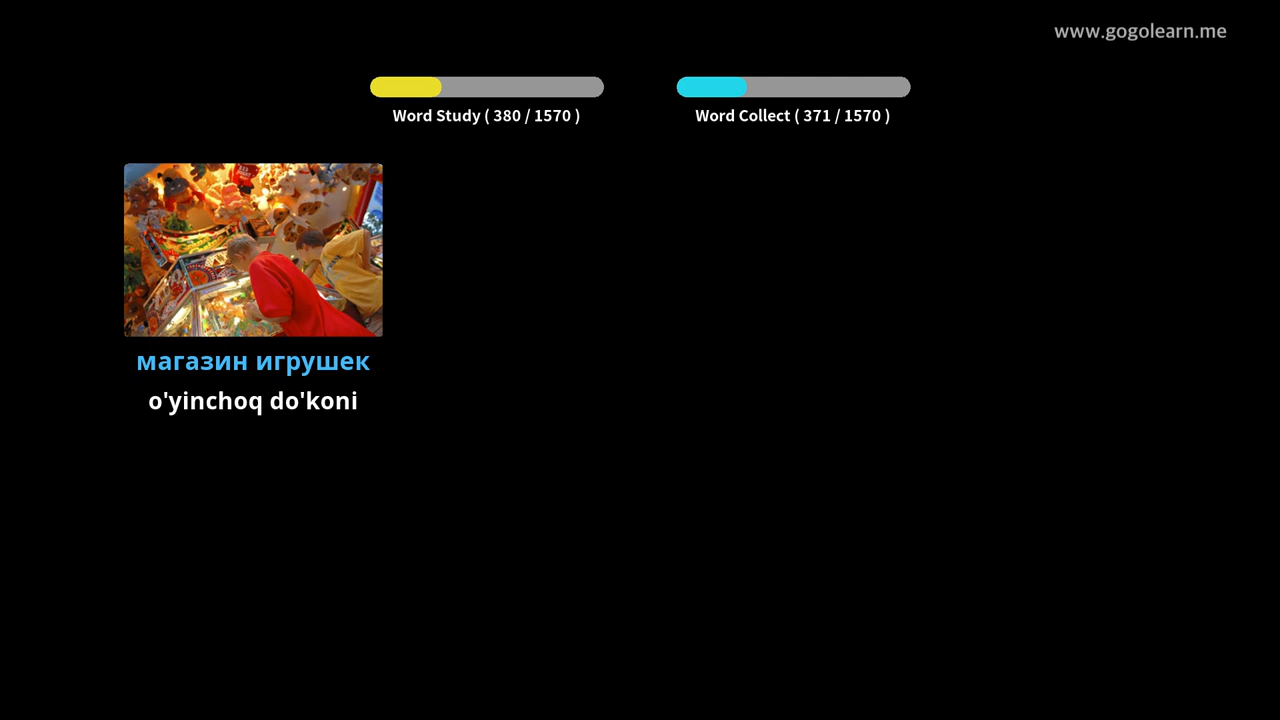 www.gogolearn.me
Word Study ( 380 / 1570 )
Word Collect ( 371 / 1570 )
магазин игрушек
o'yinchoq do'koni